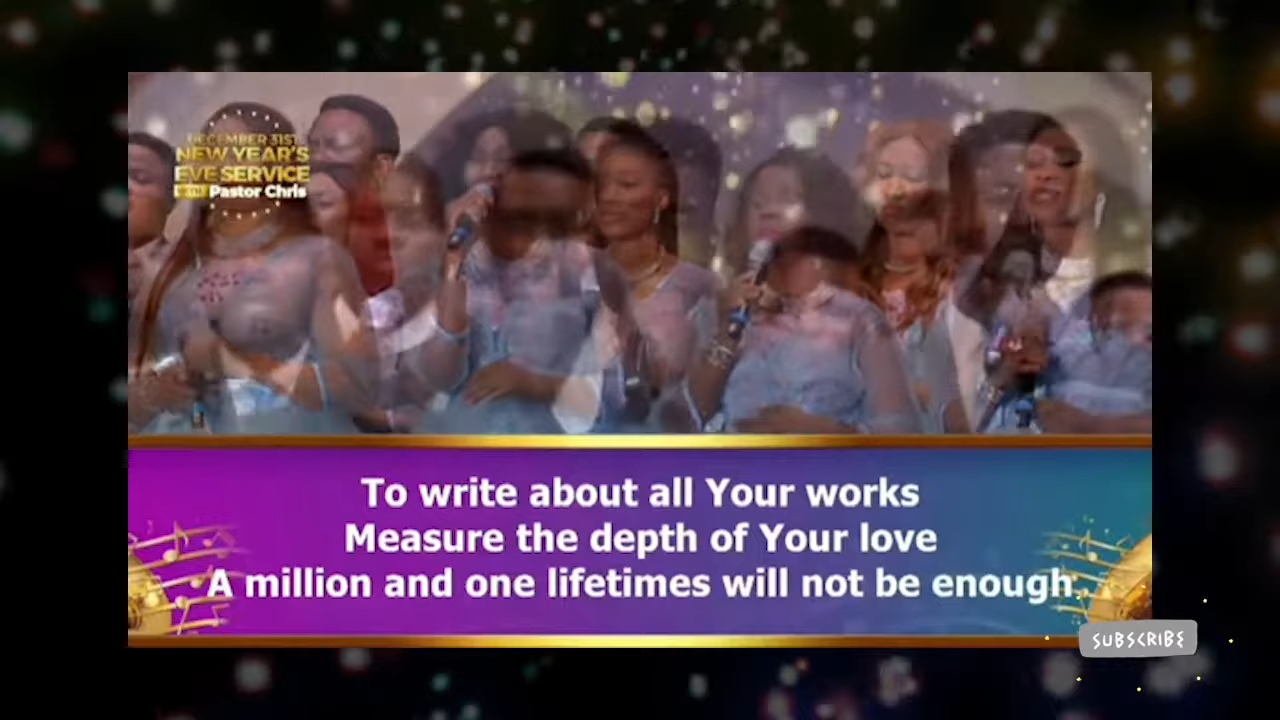 DECEMBER 31ST
NEW YEAR'S
EVE SERVICE
WITH Pastor Chris
To write about all Your works
Measure the depth of Your love
A million and one lifetimes will not be enough.
SUBSCRIBE